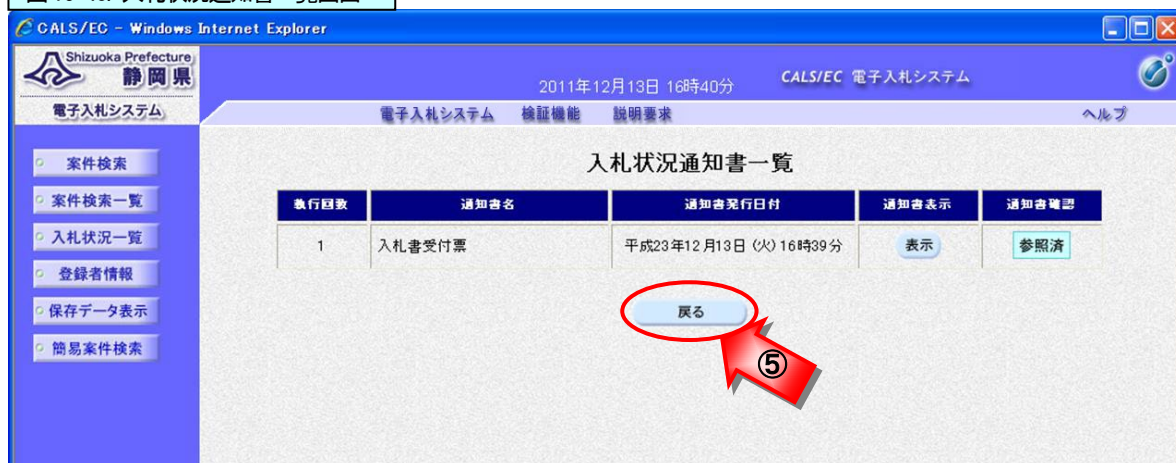 CALS/EC - Windows Internet Explorer
Shizuoka Prefecture
静岡県
2011年12月13日 16時40分
CALS/EC 電子入札システム
電子入札システム
電子入札システム 検証機能 説明要求
ヘルプ
案件検索
案件検索一覧
入札状況一覧
登録者情報
保存データ表示
簡易案件検索
入札状況通知書一覧
執行回数 通知書名 通知書発行日付 通知書表示 通知書確認
1 入札書受付票 平成23年12月13日 (火) 16時39分 表示 参照済
戻る
⑤